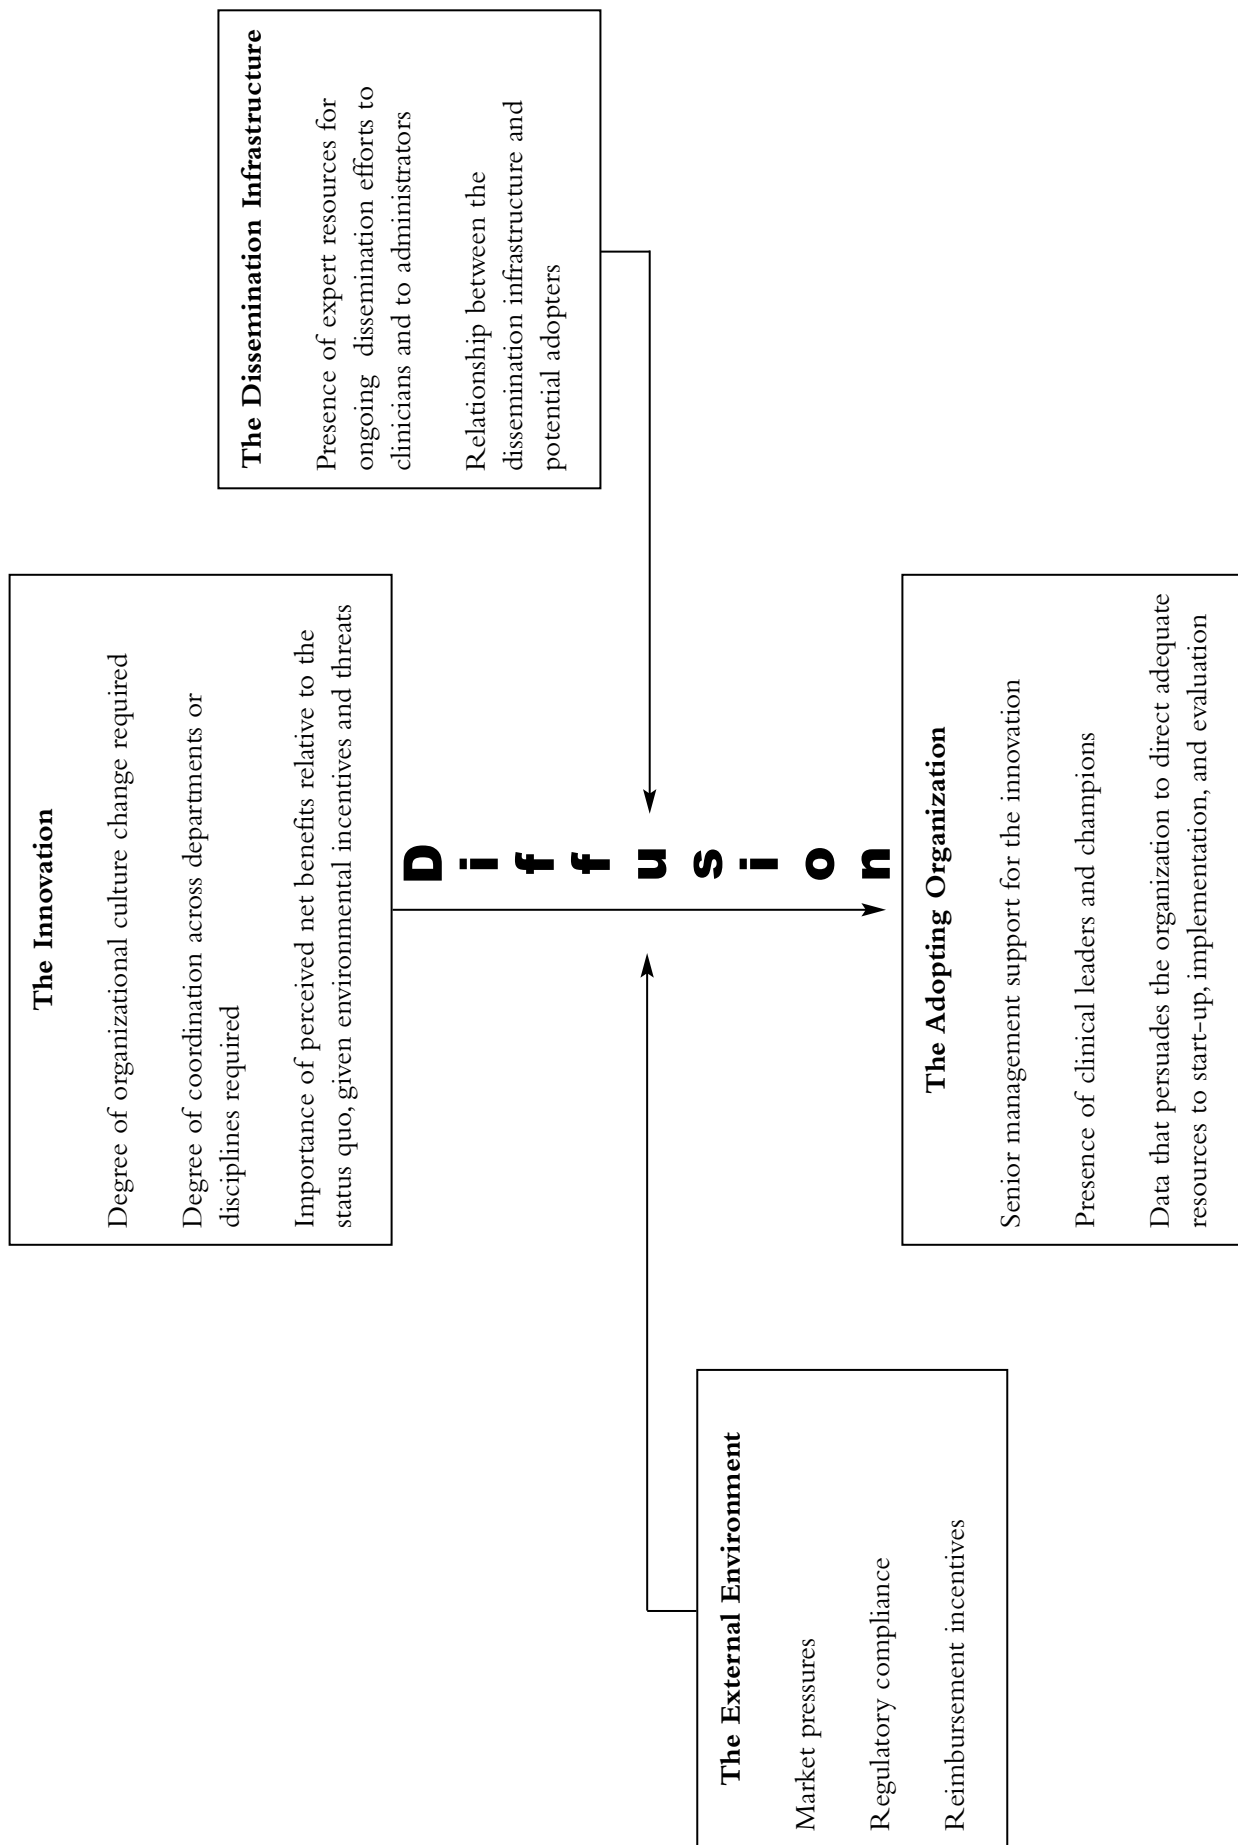 The Innovation
Degree of organizational culture change required
Degree of coordination across departments or
disciplines required
Importance of perceived net benefits relative to the
status quo, given environmental incentives and threats
The Dissemination Infrastructure
Presence of expert resources for
ongoing dissemination efforts to
clinicians and to administrators
Relationship between the
dissemination infrastructure and
potential adopters
Diffusion
The External Environment
Market pressures
Regulatory compliance
Reimbursement incentives
The Adopting Organization
Senior management support for the innovation
Presence of clinical leaders and champions
Data that persuades the organization to direct adequate
resources to start-up, implementation, and evaluation